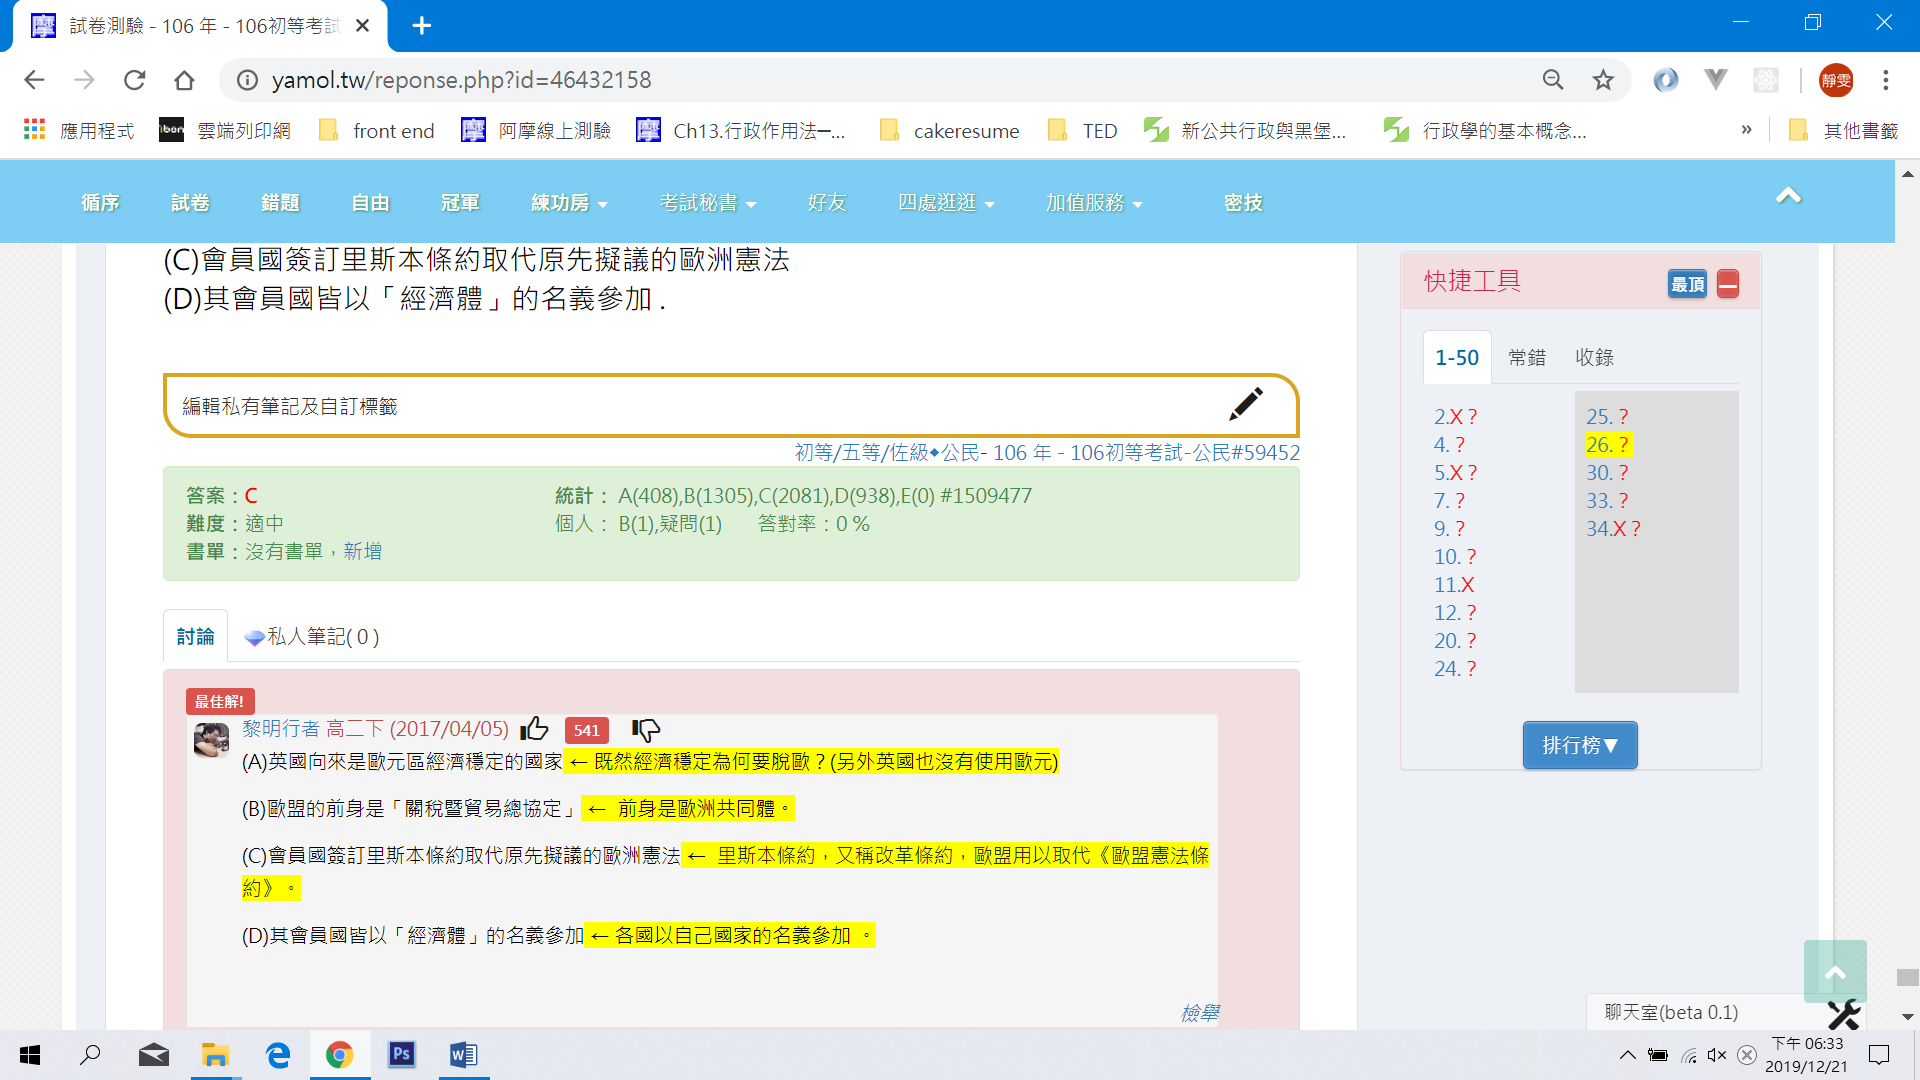 試卷測驗 - 106 年 - 106初等考試
yamol.tw/reponse.php?id=46432158
靜雯
應用程式
ibon
雲端列印網
front end
阿摩線上測驗
Ch13.行政作用法─...
cakeresume
TED
新公共行政與黑堡...
行政學的基本概念...
»
其他書籤
循序
試卷
錯題
自由
冠軍
練功房
考試秘書
好友
四處逛逛
加值服務
密技
(C)會員國簽訂里斯本條約取代原先擬議的歐洲憲法
(D)其會員國皆以「經濟體」的名義參加 .
編輯私有筆記及自訂標籤
初等/五等/佐級◆公民- 106 年 - 106初等考試-公民#59452
答案：C
難度：適中
書單：沒有書單，新增
統計： A(408),B(1305),C(2081),D(938),E(0) #1509477
個人： B(1),疑問(1) 答對率：0 %
討論
私人筆記( 0 )
最佳解!
黎明行者 高二下 (2017/04/05) 541
(A)英國向來是歐元區經濟穩定的國家 ← 既然經濟穩定為何要脫歐？(另外英國也沒有使用歐元)
(B)歐盟的前身是「關稅暨貿易總協定」 ← 前身是歐洲共同體。
(C)會員國簽訂里斯本條約取代原先擬議的歐洲憲法 ← 里斯本條約，又稱改革條約，歐盟用以取代《歐盟憲法條
約》。
(D)其會員國皆以「經濟體」的名義參加 ← 各國以自己國家的名義參加 。
檢舉
快捷工具
最頂
1-50
常錯
收錄
2.X ?
4. ?
5.X ?
7. ?
9. ?
10. ?
11.X
12. ?
20. ?
24. ?
25. ?
26. ?
30. ?
33. ?
34.X ?
排行榜▼
聊天室(beta 0.1)
Ps
下午 06:33
2019/12/21